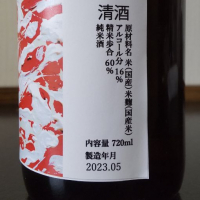 清酒
原材料名 米(国産)米麹(国産米)
アルコール分 16%
精米歩合 60%
純米酒
内容量 720ml
製造年月
2023.05